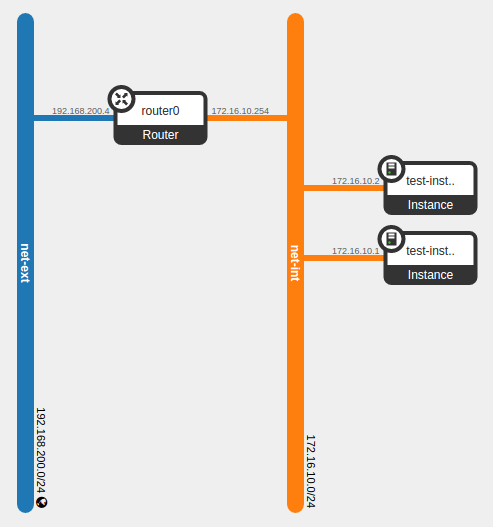 192.168.200.4
router0
172.16.10.254
Router
172.16.10.2
test-inst..
Instance
net-ext
net-int
172.16.10.1
test-inst..
Instance
192.168.200.0/24
172.16.10.0/24